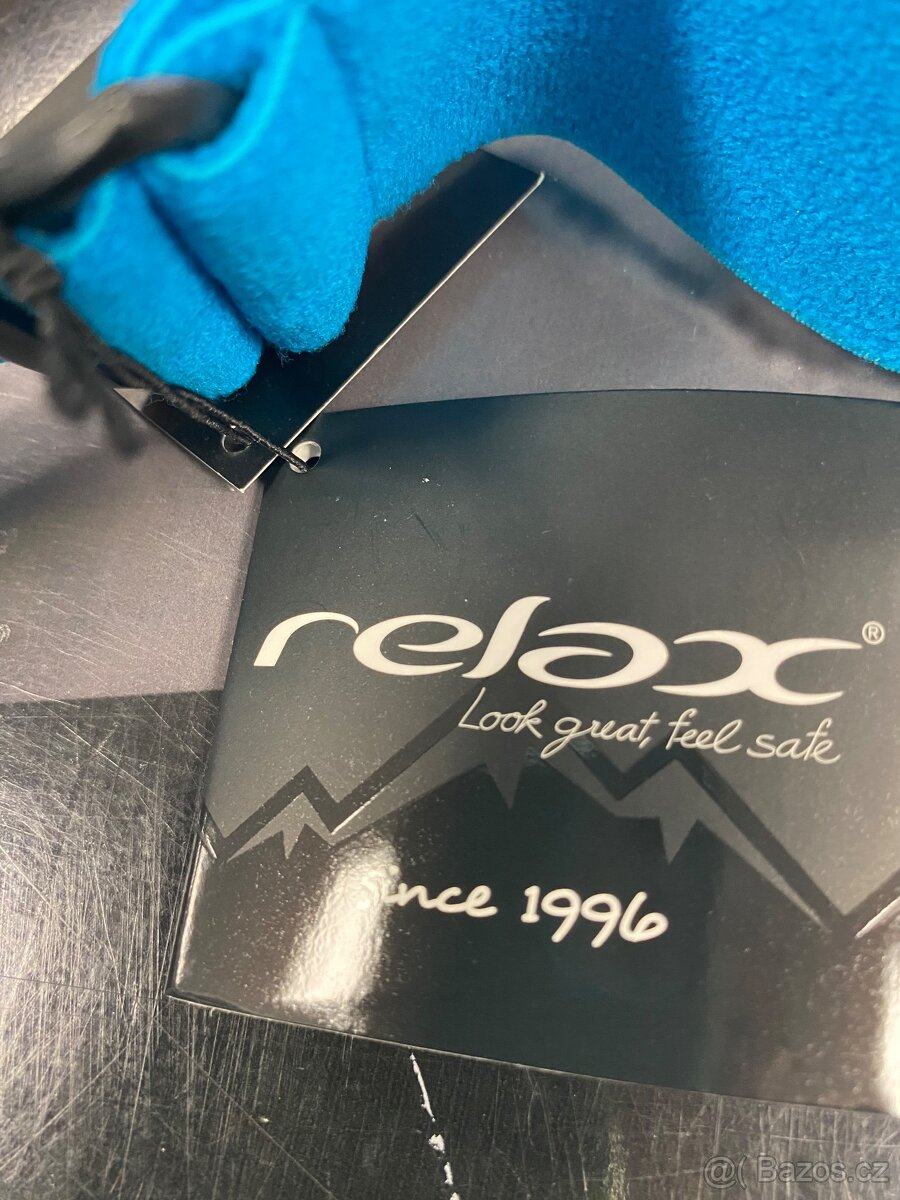 relax®
Look great, feel safe
Since 1996
@( Bazos.cz